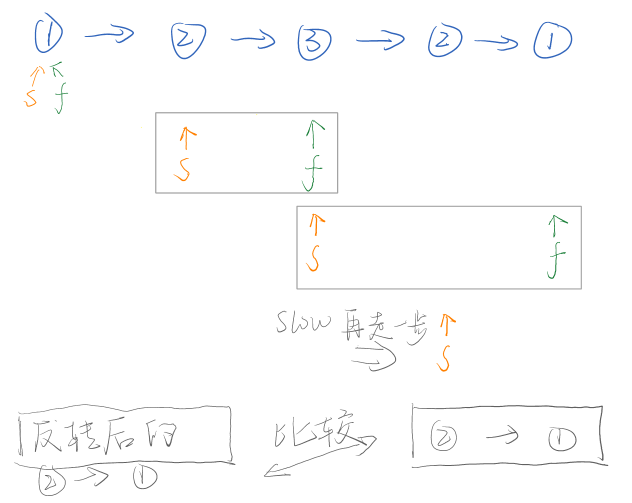 ① → ② → ③ → ② → ①
s f
s f
s f
slow 再走一步
s
反转后的 比较 ② → ①
② → ①